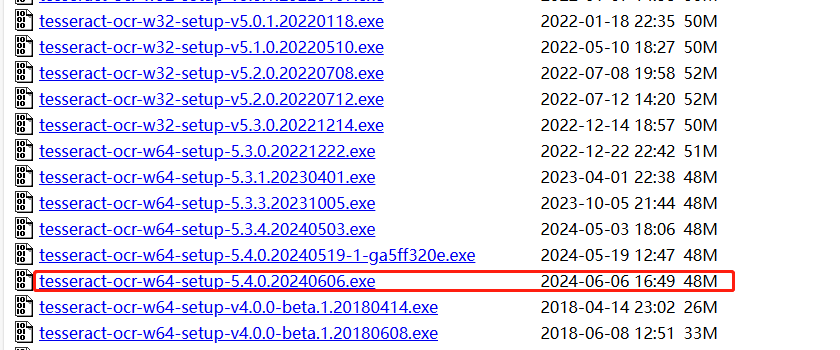 tesseract-ocr-w32-setup-v5.0.1.20220118.exe 2022-01-18 22:35 50M
tesseract-ocr-w32-setup-v5.1.0.20220510.exe 2022-05-10 18:27 50M
tesseract-ocr-w32-setup-v5.2.0.20220708.exe 2022-07-08 19:58 52M
tesseract-ocr-w32-setup-v5.2.0.20220712.exe 2022-07-12 14:20 52M
tesseract-ocr-w32-setup-v5.3.0.20221214.exe 2022-12-14 18:57 50M
tesseract-ocr-w64-setup-5.3.0.20221222.exe 2022-12-22 22:42 51M
tesseract-ocr-w64-setup-5.3.1.20230401.exe 2023-04-01 22:38 48M
tesseract-ocr-w64-setup-5.3.3.20231005.exe 2023-10-05 21:44 48M
tesseract-ocr-w64-setup-5.3.4.20240503.exe 2024-05-03 18:06 48M
tesseract-ocr-w64-setup-5.4.0.20240519-1-ga5ff320e.exe 2024-05-19 12:47 48M
tesseract-ocr-w64-setup-5.4.0.20240606.exe 2024-06-06 16:49 48M
tesseract-ocr-w64-setup-v4.0.0-beta.1.20180414.exe 2018-04-14 23:02 26M
tesseract-ocr-w64-setup-v4.0.0-beta.1.20180608.exe 2018-06-08 12:51 33M